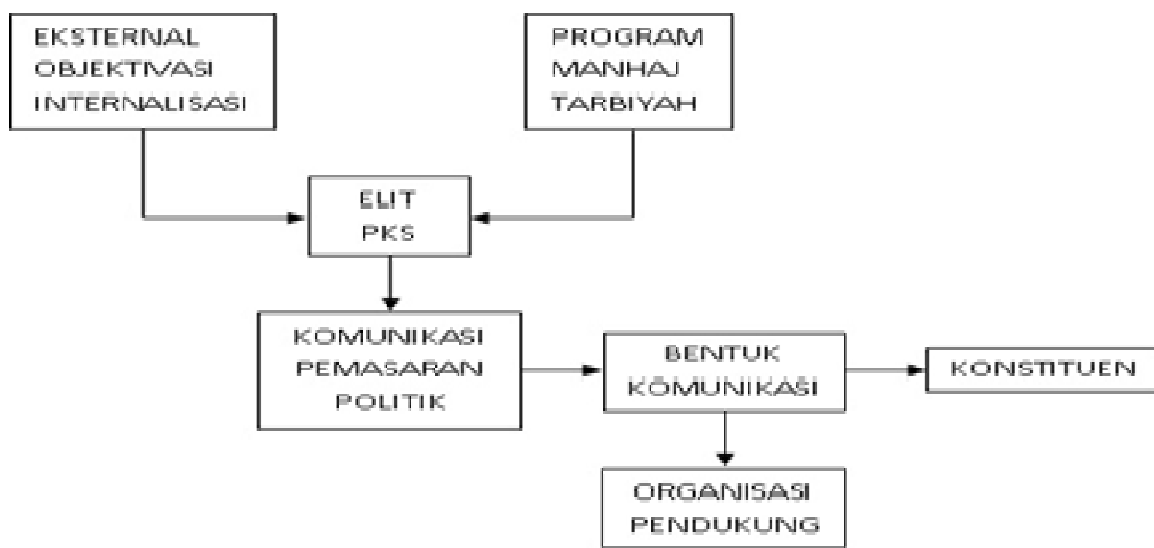 EKSTERNAL
OBJEKTIVASI
INTERNALISASI
PROGRAM
MANHAJ
TARBIYAH
ELIT
PKS
KOMUNIKASI
PEMASARAN
POLITIK
BENTUK
KOMUNIKASI
KONSTITUEN
ORGANISASI
PENDUKUNG